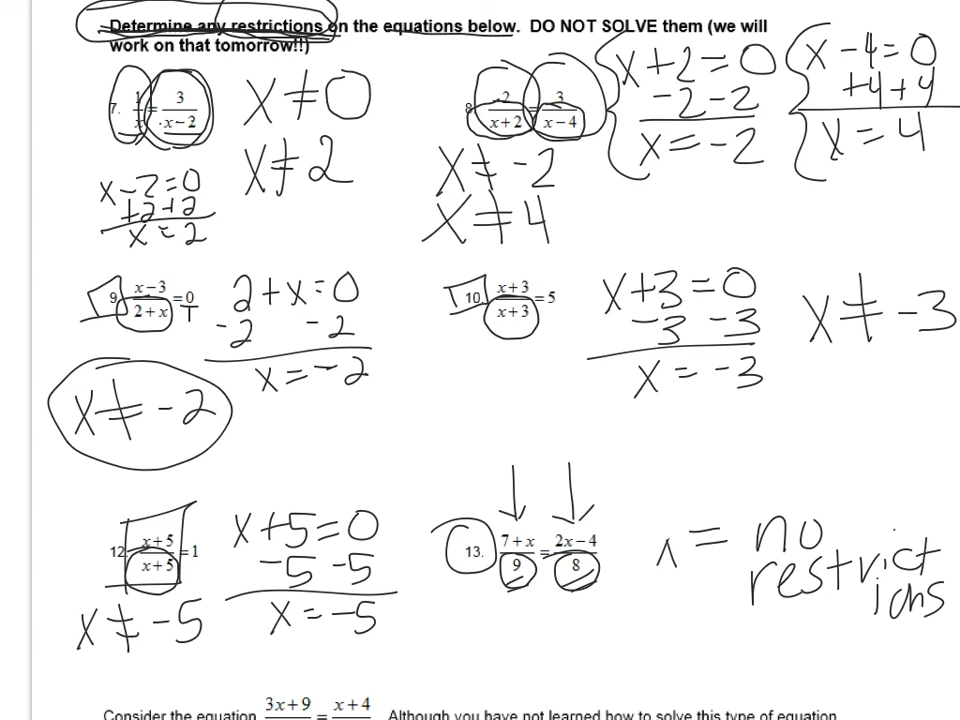 Determine any restrictions on the equations below. DO NOT SOLVE them (we will
work on that tomorrow!!)
7. 1/x = 3/x−2
x ≠ 0
x ≠ 2
x−2=0
+2 +2
x = 2
8. 2/x+2 = 3/x−4
x ≠ -2
x ≠ 4
x+2=0
-2 -2
x = -2
x-4=0
+4 +4
x = 4
9. x−3/2+x = 0/1
2+x=0
-2 -2
x = -2
x ≠ -2
10. x+3/x+3 = 5
x+3=0
-3 -3
x = -3
x ≠ -3
12. x+5/x+5 = 1
x+5=0
-5 -5
x = -5
x ≠ -5
13. 7+x/9 = 2x−4/8
= no
restrict
ions
Consider the equation 3x+9 = x+4 Although you have not learned how to solve this type of equation